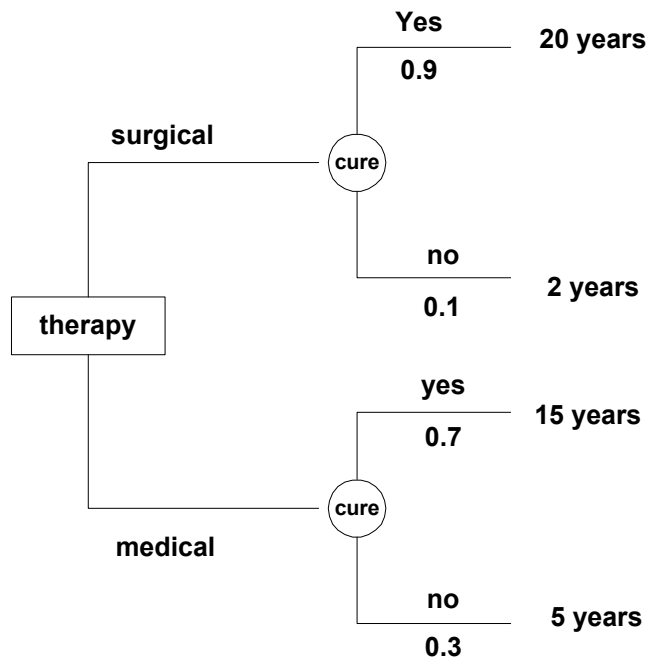 Yes
20 years
0.9
surgical
cure
no
2 years
0.1
therapy
yes
15 years
0.7
cure
medical
no
5 years
0.3